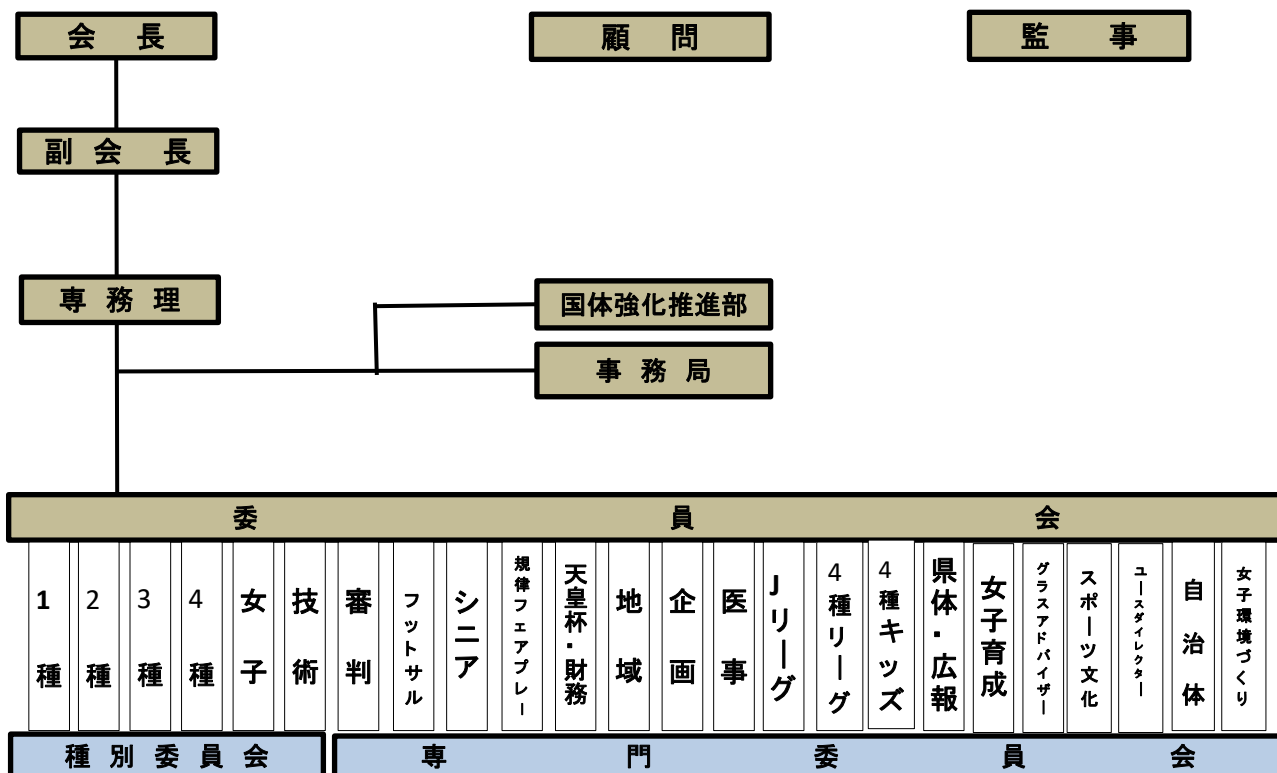 会長
顧問
監事
副会長
専務理
国体強化推進部
事務局
委員会
1種
2種
3種
4種
女子
技術
審判
フットサル
シニア
規律フェアプレー
天皇杯・財務
地域
企画
医事
Jリーグ
4種リーグ
4種キッズ
県体・広報
女子育成
グラスアドバイザー
スポーツ文化
ユースダイレクター
自治体
女子環境づくり
種別委員会
専門委員会